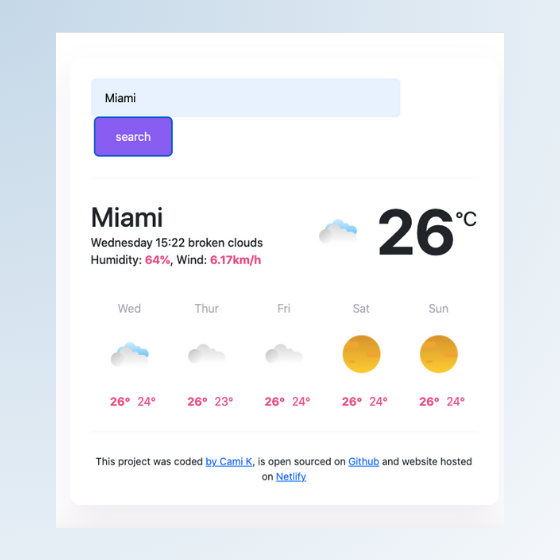 Miami
search
Miami
26°C
Wednesday 15:22 broken clouds
Humidity: 64%, Wind: 6.17km/h
Wed Thur Fri Sat Sun
26° 24° 26° 23° 26° 24° 26° 24° 26° 24°
This project was coded by Cami K, is open sourced on Github and website hosted
on Netlify